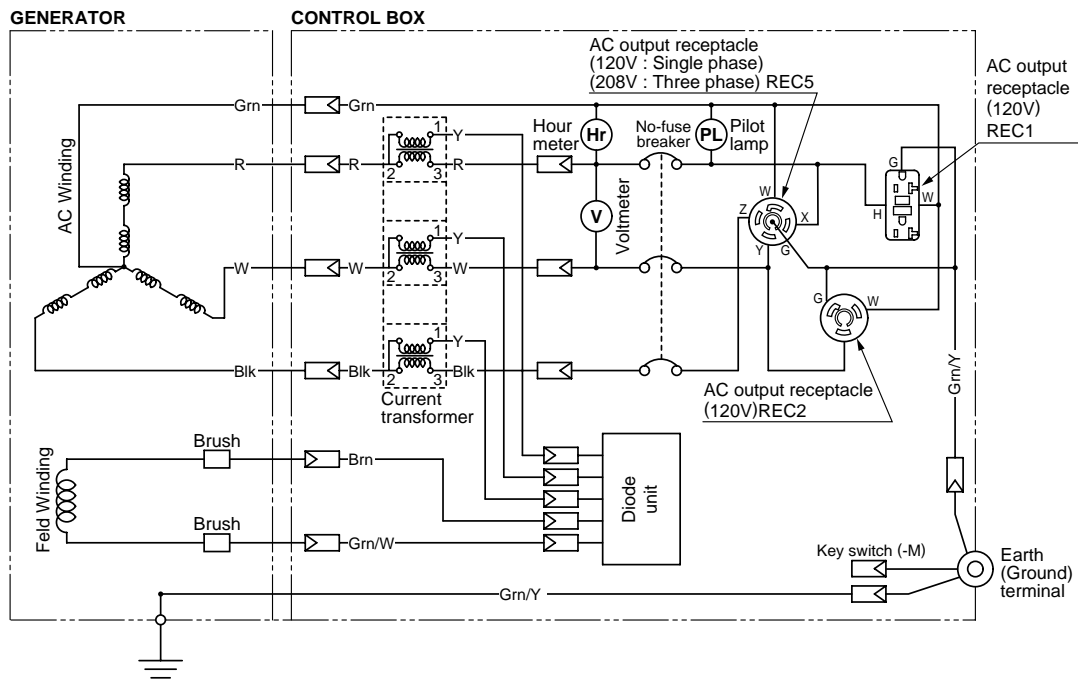 GENERATOR
CONTROL BOX
AC output receptacle
(120V : Single phase)
(208V : Three phase) REC5
AC output
receptacle
(120V)
REC1
Grn
Grn
AC Winding
R
R
1
Y
2
3
R
Hour
meter
Hr
No-fuse
breaker
PL
Pilot
lamp
V
Voltmeter
W
Z
X
Y
G
G
H
W
W
W
1
Y
2
3
W
G
W
Blk
Blk
1
Y
2
3
Blk
Current
transformer
AC output receptacle
(120V)REC2
Grn/Y
Feld Winding
Brush
Brn
Brush
Grn/W
Diode
unit
Key switch (-M)
Earth
(Ground)
terminal
Grn/Y